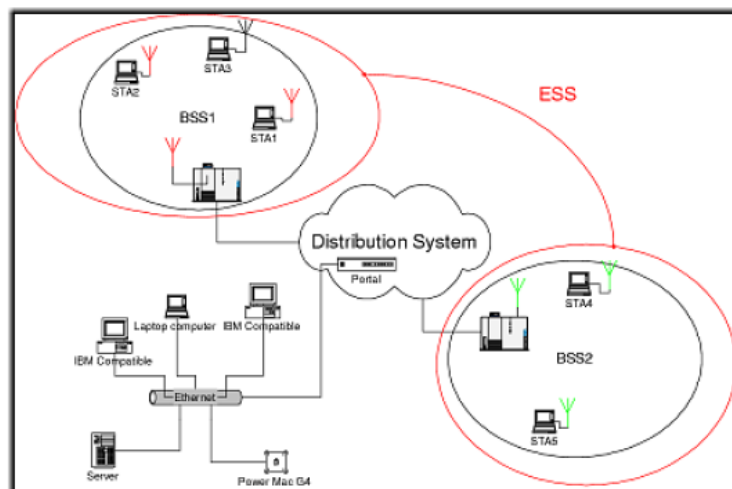 STA3
STA2
ESS
BSS1
STA1
Distribution System
Portal
STA4
Laptop computer
IBM Compatible
IBM Compatible
BSS2
Ethernet
STA5
Server
Power Mac G4